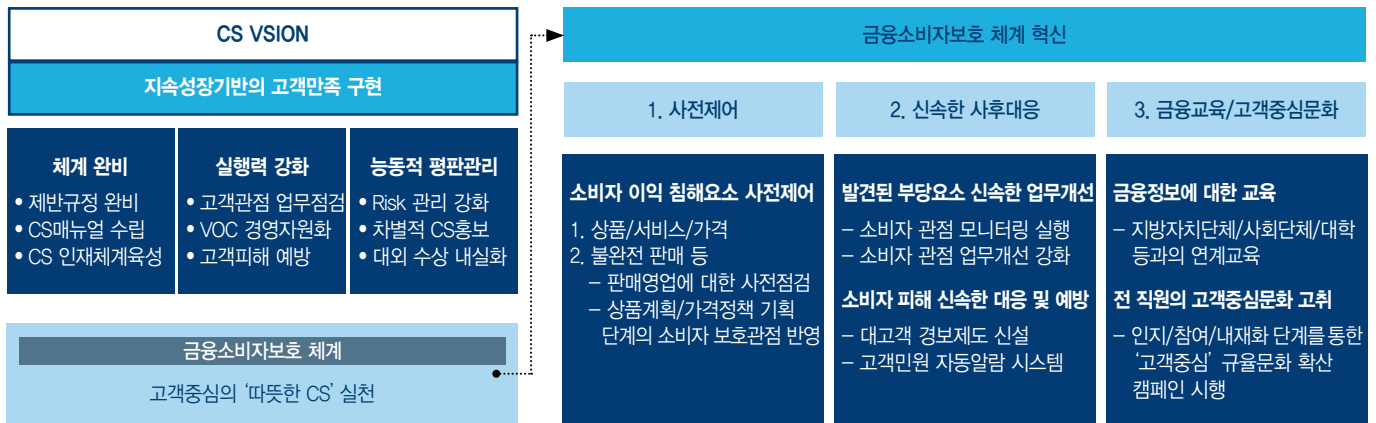 CS VSION
지속성장기반의 고객만족 구현
체계 완비
• 제반규정 완비
• CS매뉴얼 수립
• CS 인재체계육성
실행력 강화
• 고객관점 업무점검
• VOC 경영자원화
• 고객피해 예방
능동적 평판관리
• Risk 관리 강화
• 차별적 CS홍보
• 대외 수상 내실화
금융소비자보호 체계
고객중심의 ‘따뜻한 CS’ 실천
금융소비자보호 체계 혁신
1. 사전제어
소비자 이익 침해요소 사전제어
1. 상품/서비스/가격
2. 불완전 판매 등
– 판매영업에 대한 사전점검
– 상품계획/가격정책 기획
단계의 소비자 보호관점 반영
2. 신속한 사후대응
발견된 부당요소 신속한 업무개선
– 소비자 관점 모니터링 실행
– 소비자 관점 업무개선 강화
소비자 피해 신속한 대응 및 예방
– 대고객 경보제도 신설
– 고객민원 자동알람 시스템
3. 금융교육/고객중심문화
금융정보에 대한 교육
– 지방자치단체/사회단체/대학
등과의 연계교육
전 직원의 고객중심문화 고취
– 인지/참여/내재화 단계를 통한
‘고객중심’ 규율문화 확산
캠페인 시행